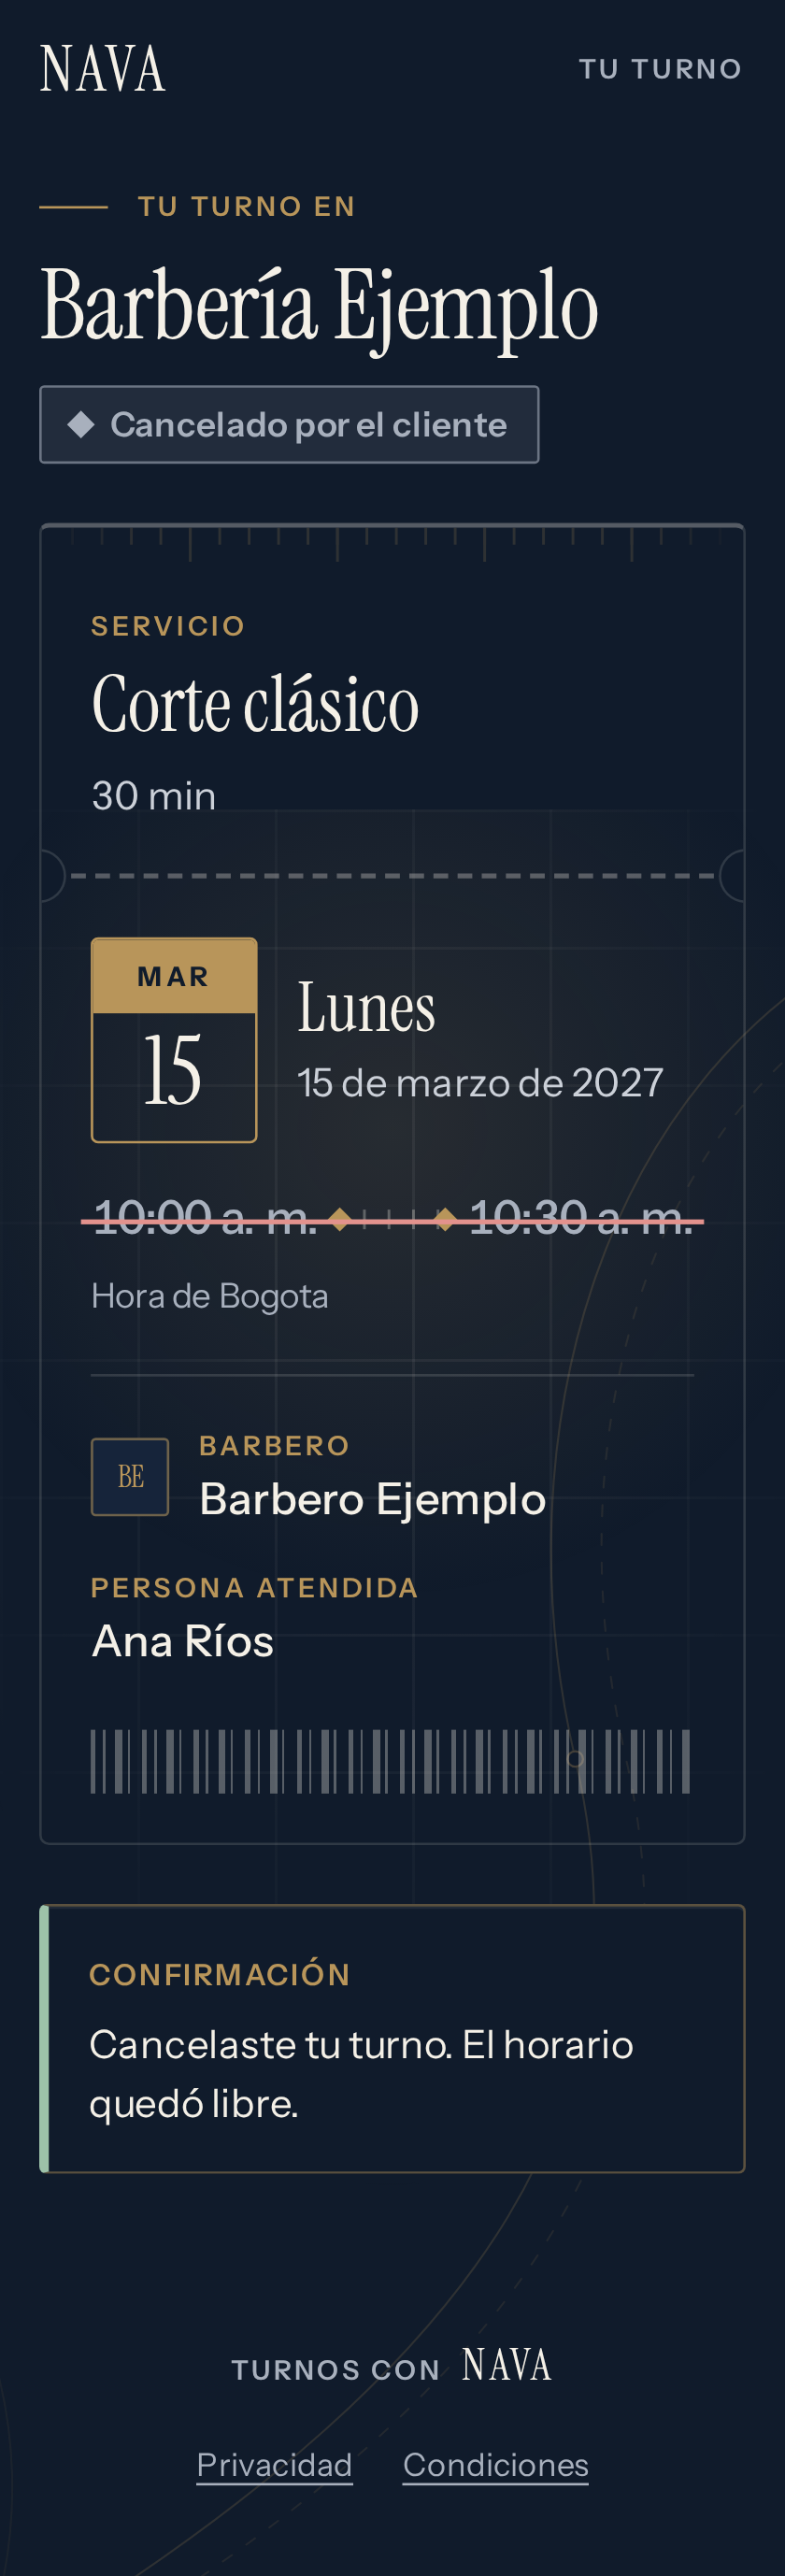 NAVA
TU TURNO
TU TURNO EN
Barbería Ejemplo
Cancelado por el cliente
SERVICIO
Corte clásico
30 min
MAR
15
Lunes
15 de marzo de 2027
10:00 a. m. 10:30 a. m.
Hora de Bogota
BE
BARBERO
Barbero Ejemplo
PERSONA ATENDIDA
Ana Ríos
CONFIRMACIÓN
Cancelaste tu turno. El horario
quedó libre.
TURNOS CON NAVA
Privacidad Condiciones